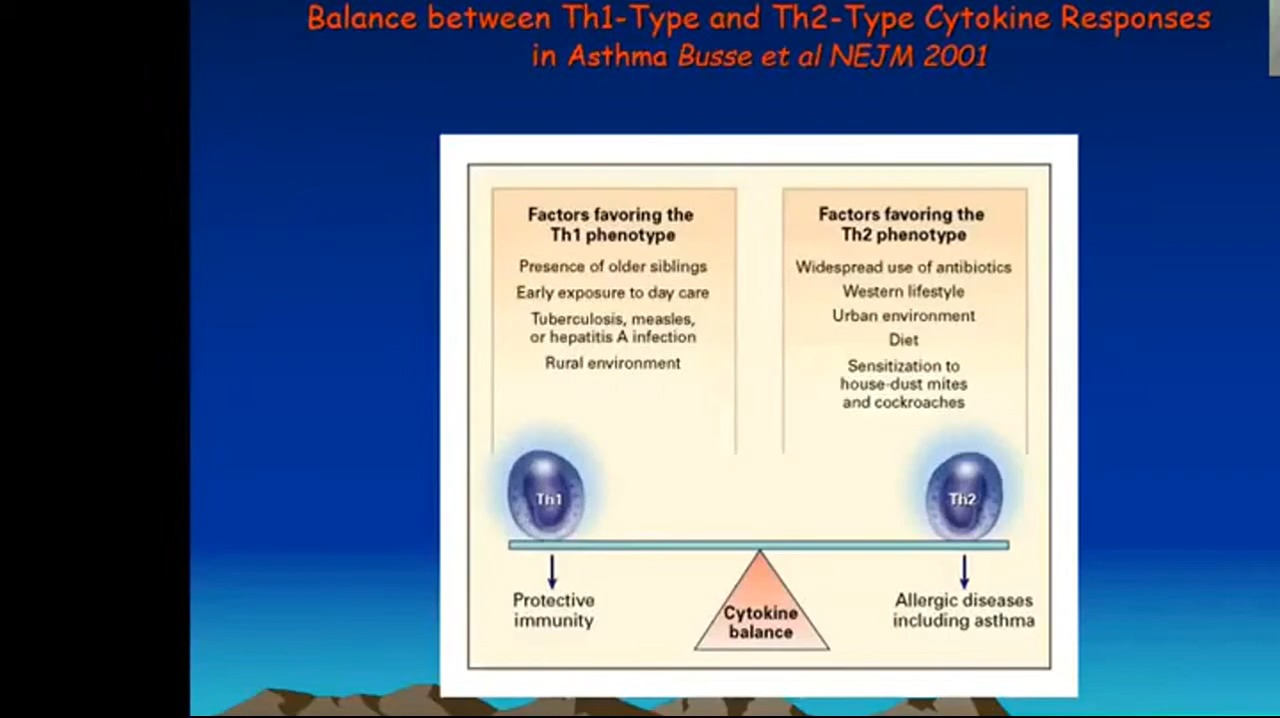 Balance between Th1-Type and Th2-Type Cytokine Responses
in Asthma Busse et al NEJM 2001
Factors favoring the
Th1 phenotype
Presence of older siblings
Early exposure to day care
Tuberculosis, measles,
or hepatitis A infection
Rural environment
Factors favoring the
Th2 phenotype
Widespread use of antibiotics
Western lifestyle
Urban environment
Diet
Sensitization to
house-dust mites
and cockroaches
Th1
Th2
Protective
immunity
Cytokine
balance
Allergic diseases
including asthma